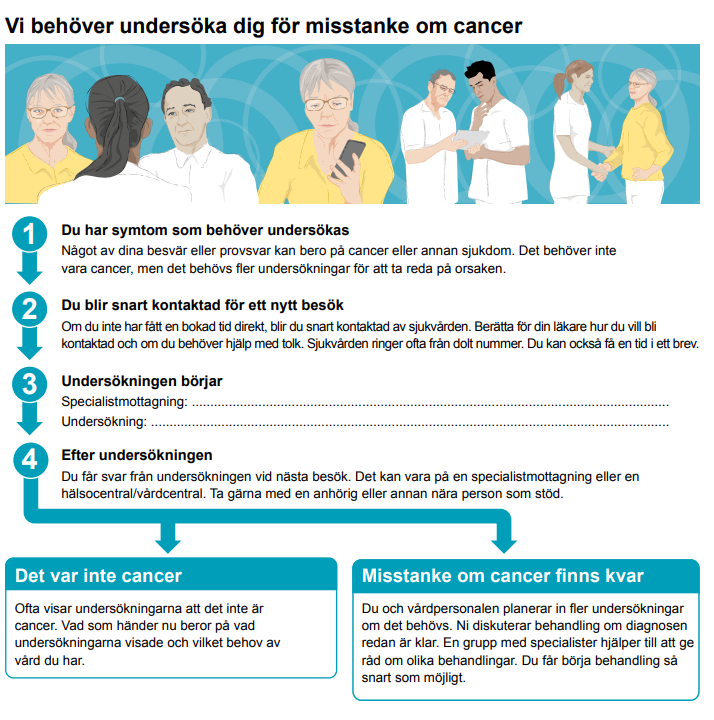 Vi behöver undersöka dig för misstanke om cancer
1
Du har symtom som behöver undersökas
Något av dina besvär eller provsvar kan bero på cancer eller annan sjukdom. Det behöver inte
vara cancer, men det behövs fler undersökningar för att ta reda på orsaken.
2
Du blir snart kontaktad för ett nytt besök
Om du inte har fått en bokad tid direkt, blir du snart kontaktad av sjukvården. Berätta för din läkare hur du vill bli
kontaktad och om du behöver hjälp med tolk. Sjukvården ringer ofta från dolt nummer. Du kan också få en tid i ett brev.
3
Undersökningen börjar
Specialistmottagning: ................................................................................................................................
Undersökning: ...........................................................................................................................................
4
Efter undersökningen
Du får svar från undersökningen vid nästa besök. Det kan vara på en specialistmottagning eller en
hälsocentral/vårdcentral. Ta gärna med en anhörig eller annan nära person som stöd.
Det var inte cancer
Ofta visar undersökningarna att det inte är
cancer. Vad som händer nu beror på vad
undersökningarna visade och vilket behov av
vård du har.
Misstanke om cancer finns kvar
Du och vårdpersonalen planerar in fler undersökningar
om det behövs. Ni diskuterar behandling om diagnosen
redan är klar. En grupp med specialister hjälper till att ge
råd om olika behandlingar. Du får börja behandling så
snart som möjligt.